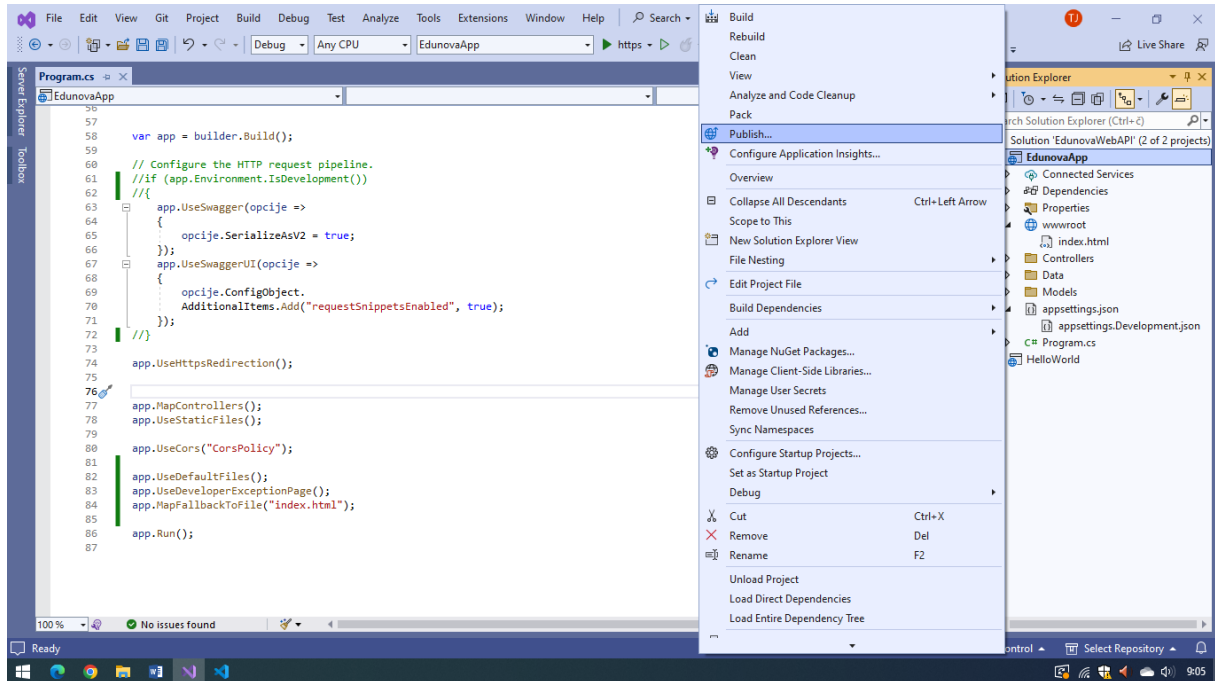 File Edit View Git Project Build Debug Test Analyze Tools Extensions Window Help Search TJ
Debug Any CPU EdunovaApp https Live Share
Server Explorer
Toolbox
Program.cs
EdunovaApp
56
57
58 var app = builder.Build();
59
60 // Configure the HTTP request pipeline.
61 //if (app.Environment.IsDevelopment())
62 //{
63 app.UseSwagger(opcije =>
64 {
65 opcije.SerializeAsV2 = true;
66 });
67 app.UseSwaggerUI(opcije =>
68 {
69 opcije.ConfigObject.
70 AdditionalItems.Add("requestSnippetsEnabled", true);
71 });
72 //}
73
74 app.UseHttpsRedirection();
75
76
77 app.MapControllers();
78 app.UseStaticFiles();
79
80 app.UseCors("CorsPolicy");
81
82 app.UseDefaultFiles();
83 app.UseDeveloperExceptionPage();
84 app.MapFallbackToFile("index.html");
85
86 app.Run();
87
100 % No issues found
Build
Rebuild
Clean
View
Analyze and Code Cleanup
Pack
Publish...
Configure Application Insights...
Overview
Collapse All Descendants Ctrl+Left Arrow
Scope to This
New Solution Explorer View
File Nesting
Edit Project File
Build Dependencies
Add
Manage NuGet Packages...
Manage Client-Side Libraries...
Manage User Secrets
Remove Unused References...
Sync Namespaces
Configure Startup Projects...
Set as Startup Project
Debug
Cut Ctrl+X
Remove Del
Rename F2
Unload Project
Load Direct Dependencies
Load Entire Dependency Tree
ution Explorer
rch Solution Explorer (Ctrl+č)
Solution 'EdunovaWebAPI' (2 of 2 projects)
EdunovaApp
Connected Services
Dependencies
Properties
wwwroot
index.html
Controllers
Data
Models
appsettings.json
appsettings.Development.json
C# Program.cs
HelloWorld
Ready ontrol Select Repository
9:05